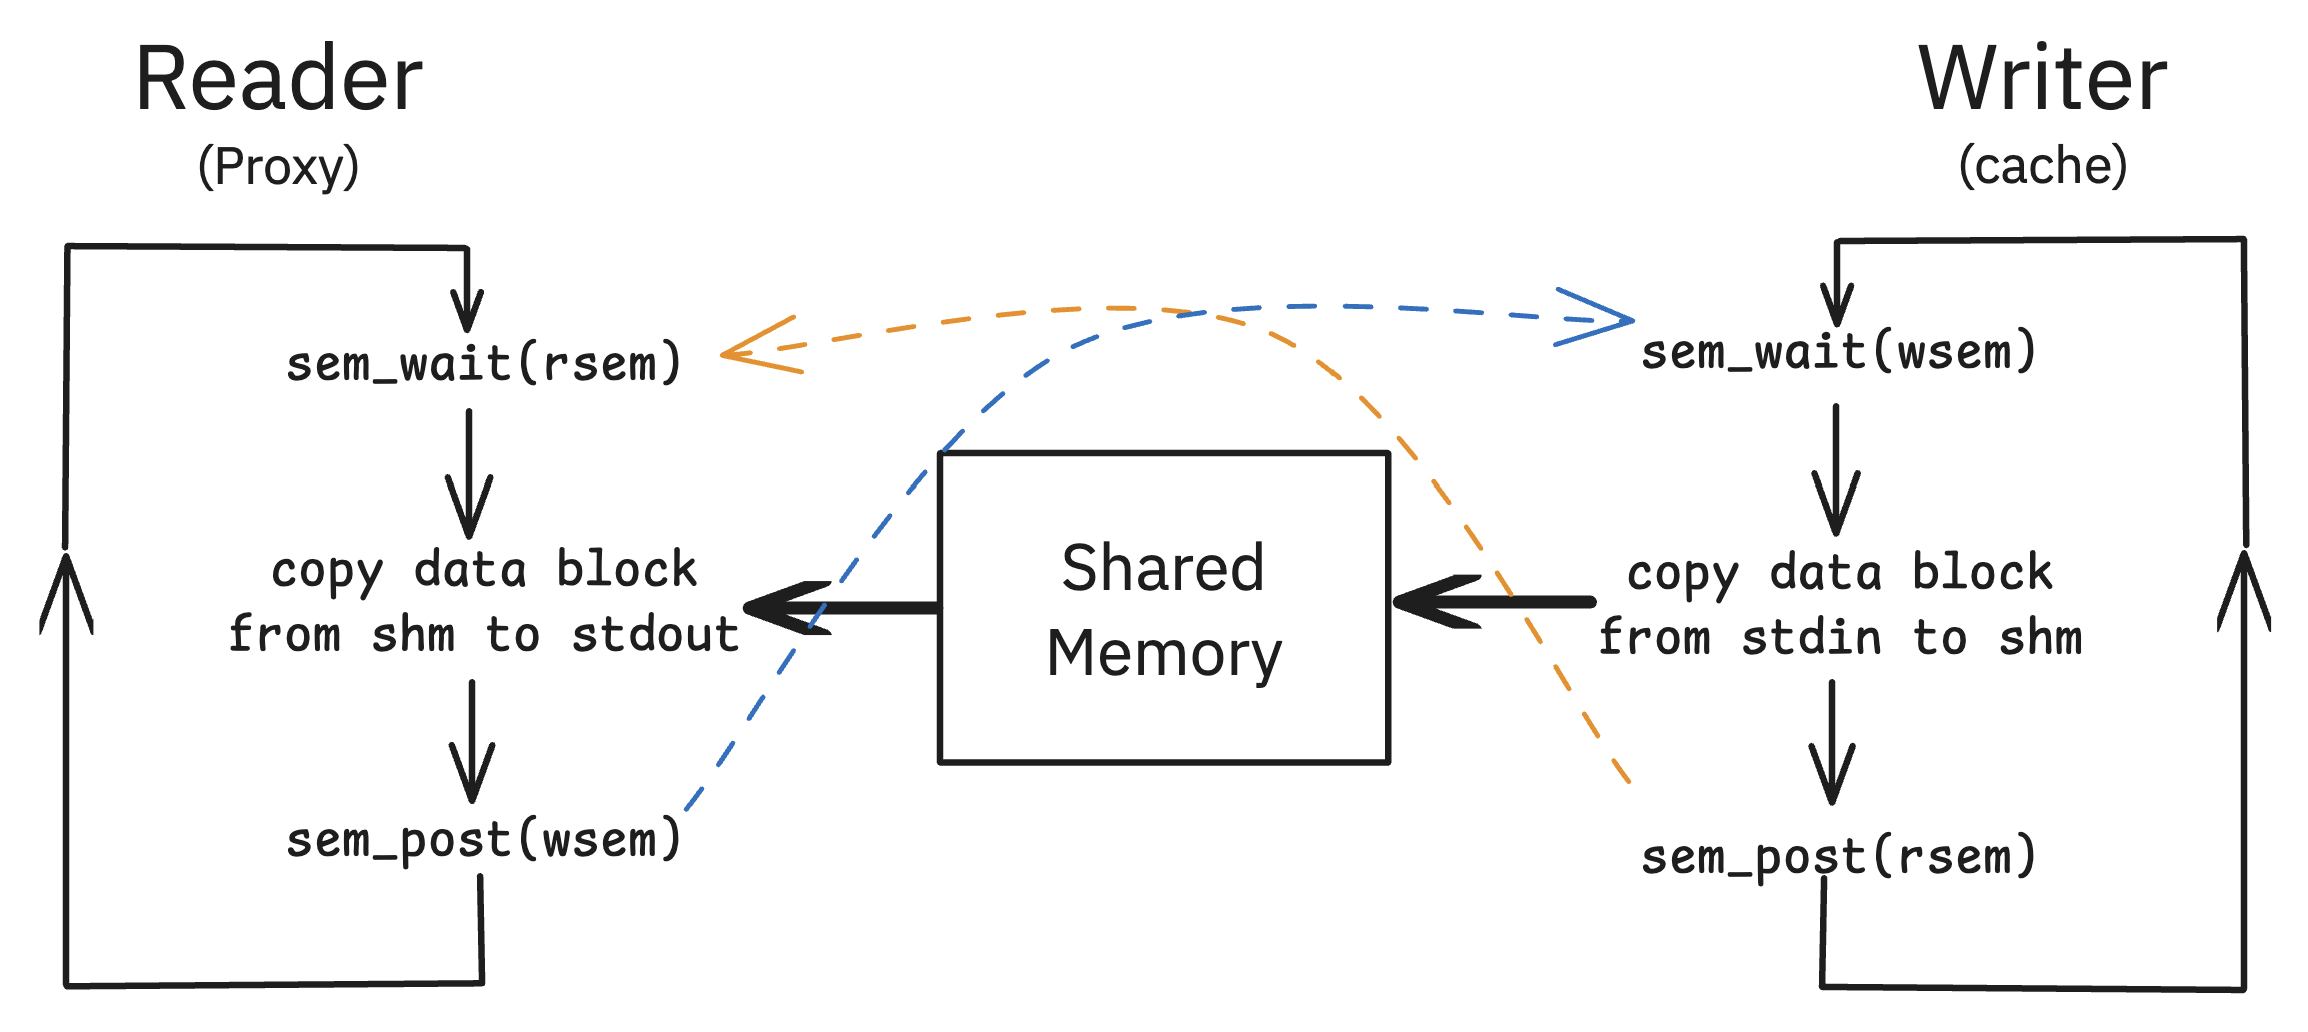 Reader
(Proxy)
sem_wait(rsem)
copy data block
from shm to stdout
sem_post(wsem)
Shared
Memory
Writer
(cache)
sem_wait(wsem)
copy data block
from stdin to shm
sem_post(rsem)